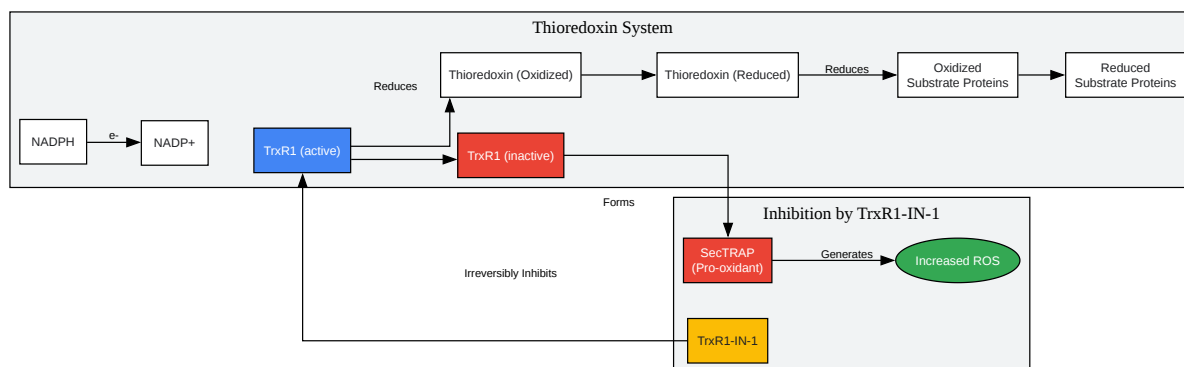 Thioredoxin System
Thioredoxin (Oxidized)
Thioredoxin (Reduced)
Reduces
Oxidized
Substrate Proteins
Reduced
Substrate Proteins
Reduces
NADPH
e-
NADP+
TrxR1 (active)
TrxR1 (inactive)
Forms
Inhibition by TrxR1-IN-1
SecTRAP
(Pro-oxidant)
Generates
Increased ROS
Irreversibly Inhibits
TrxR1-IN-1